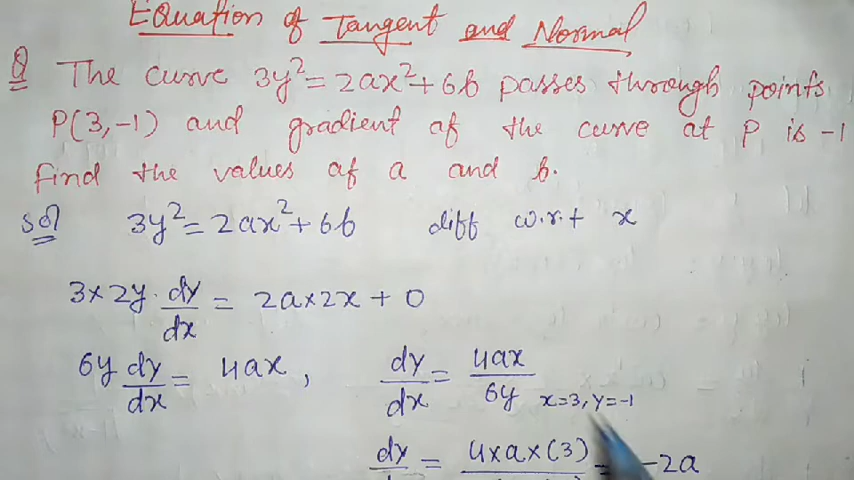 Equation of Tangent and Normal
Q The curve 3y² = 2ax² + 6b passes through points
P(3,-1) and gradient of the curve at P is -1
Find the values of a and b.
Sol 3y² = 2ax² + 6b diff w.r.t x
3×2y·dy/dx = 2a×2x + 0
6y dy/dx = 4ax , dy/dx = 4ax/6y x=3, y=-1
dy/ = 4×a×(3) = -2a